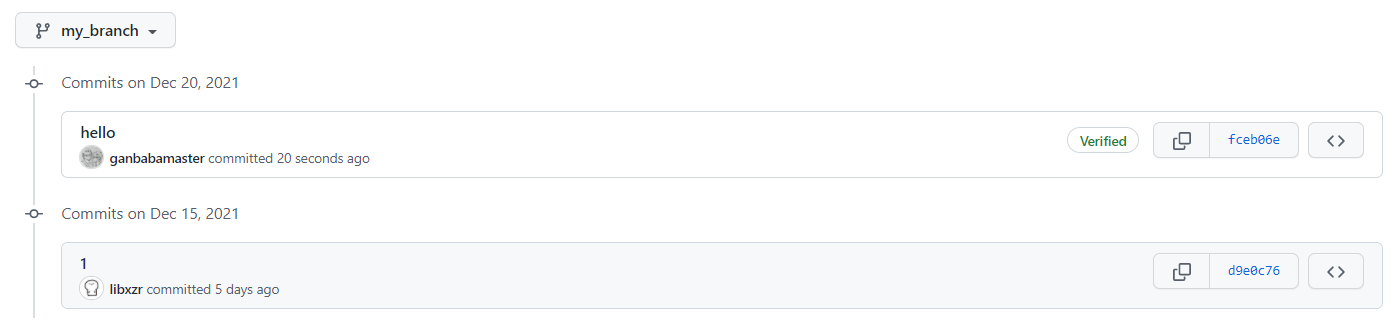 my_branch
Commits on Dec 20, 2021
hello
ganbabamaster committed 20 seconds ago
Verified
fceb06e
Commits on Dec 15, 2021
1
libxzr committed 5 days ago
d9e0c76